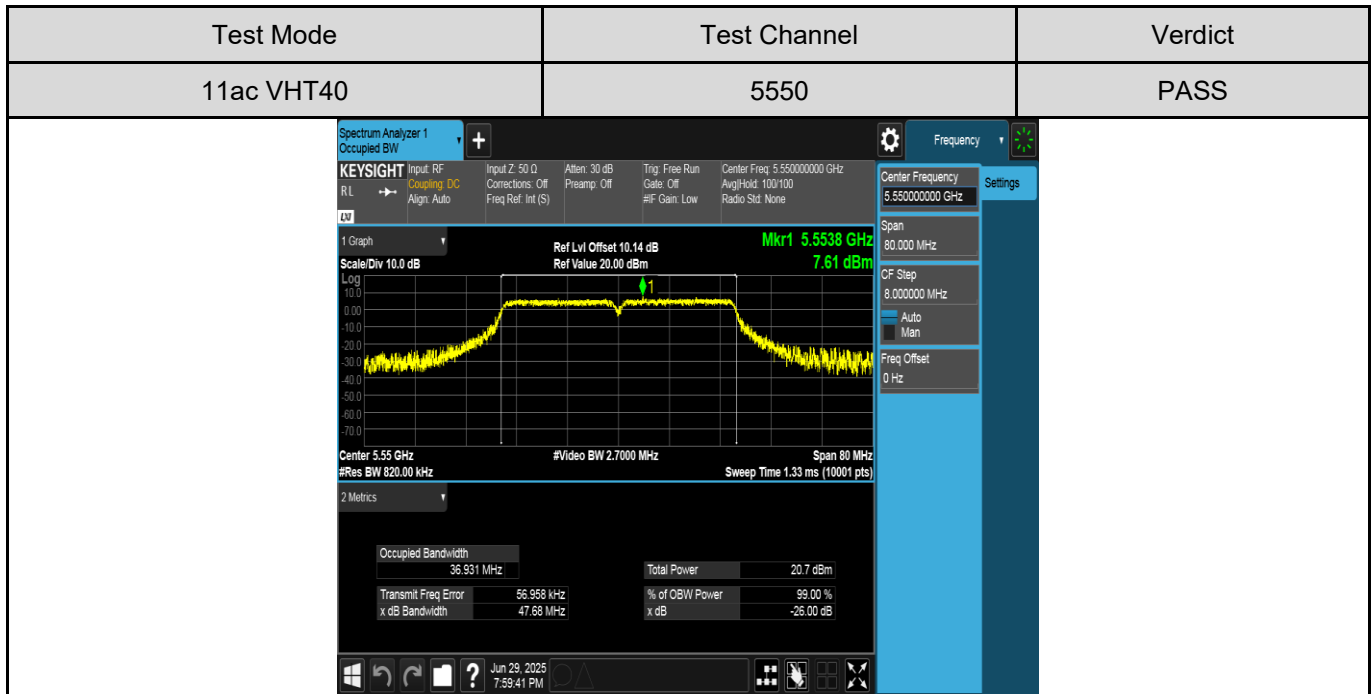 Test Mode Test Channel Verdict
11ac VHT40 5550 PASS
Spectrum Analyzer 1
Occupied BW
+
Frequency
KEYSIGHT
RL
LXI
Input: RF
Coupling: DC
Align: Auto
Input Z: 50 Ω
Corrections: Off
Freq Ref: Int (S)
Atten: 30 dB
Preamp: Off
Trig: Free Run
Gate: Off
#IF Gain: Low
Center Freq: 5.550000000 GHz
Avg|Hold: 100/100
Radio Std: None
Center Frequency
5.550000000 GHz
Settings
Span
80.000 MHz
CF Step
8.000000 MHz
Auto
Man
Freq Offset
0 Hz
1 Graph
Scale/Div 10.0 dB
Ref Lvl Offset 10.14 dB
Ref Value 20.00 dBm
Mkr1 5.5538 GHz
7.61 dBm
Log
10.0
0.00
-10.0
-20.0
-30.0
-40.0
-50.0
-60.0
-70.0
1
Center 5.55 GHz
#Res BW 820.00 kHz
#Video BW 2.7000 MHz
Span 80 MHz
Sweep Time 1.33 ms (10001 pts)
2 Metrics
Occupied Bandwidth
36.931 MHz
Total Power 20.7 dBm
Transmit Freq Error 56.958 kHz
x dB Bandwidth 47.68 MHz
% of OBW Power 99.00 %
x dB -26.00 dB
?
Jun 29, 2025
7:59:41 PM